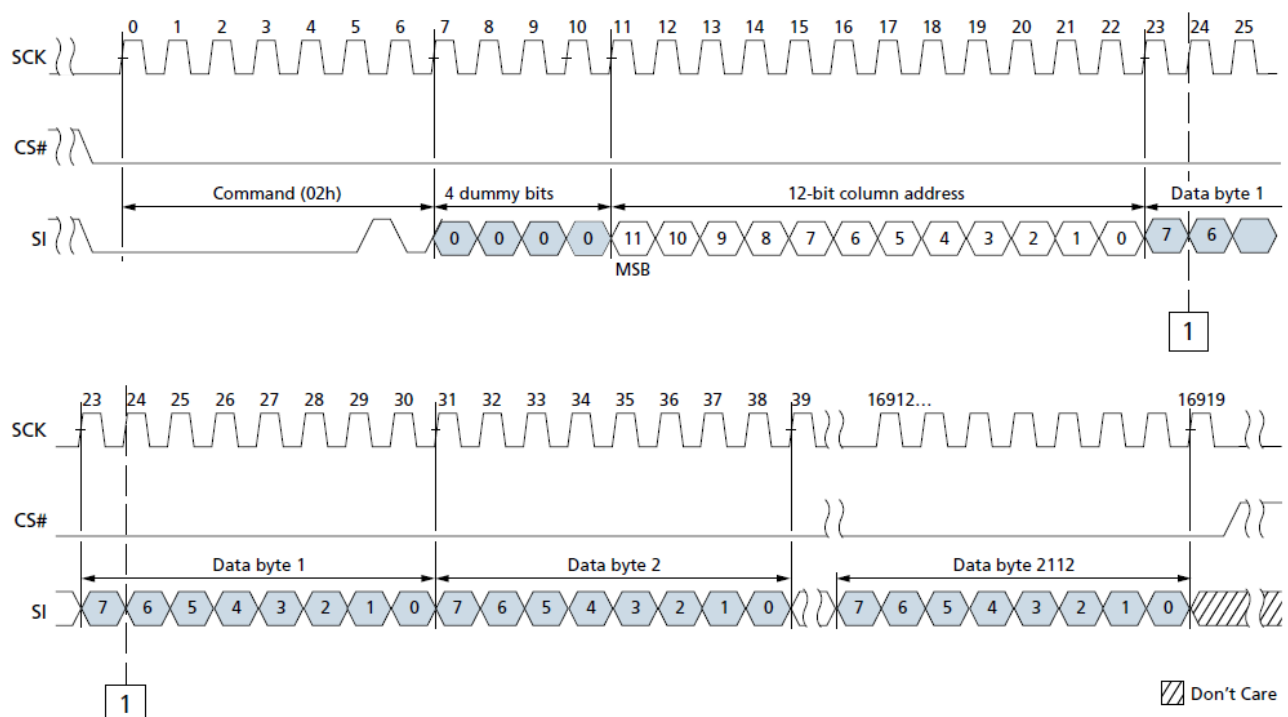 0 1 2 3 4 5 6 7 8 9 10 11 12 13 14 15 16 17 18 19 20 21 22 23 24 25
SCK
CS#
Command (02h) 4 dummy bits 12-bit column address Data byte 1
SI 0 0 0 0 11 10 9 8 7 6 5 4 3 2 1 0 7 6
MSB
1
23 24 25 26 27 28 29 30 31 32 33 34 35 36 37 38 39 16912... 16919
SCK
CS#
Data byte 1 Data byte 2 Data byte 2112
SI 7 6 5 4 3 2 1 0 7 6 5 4 3 2 1 0 7 6 5 4 3 2 1 0
1
Don't Care